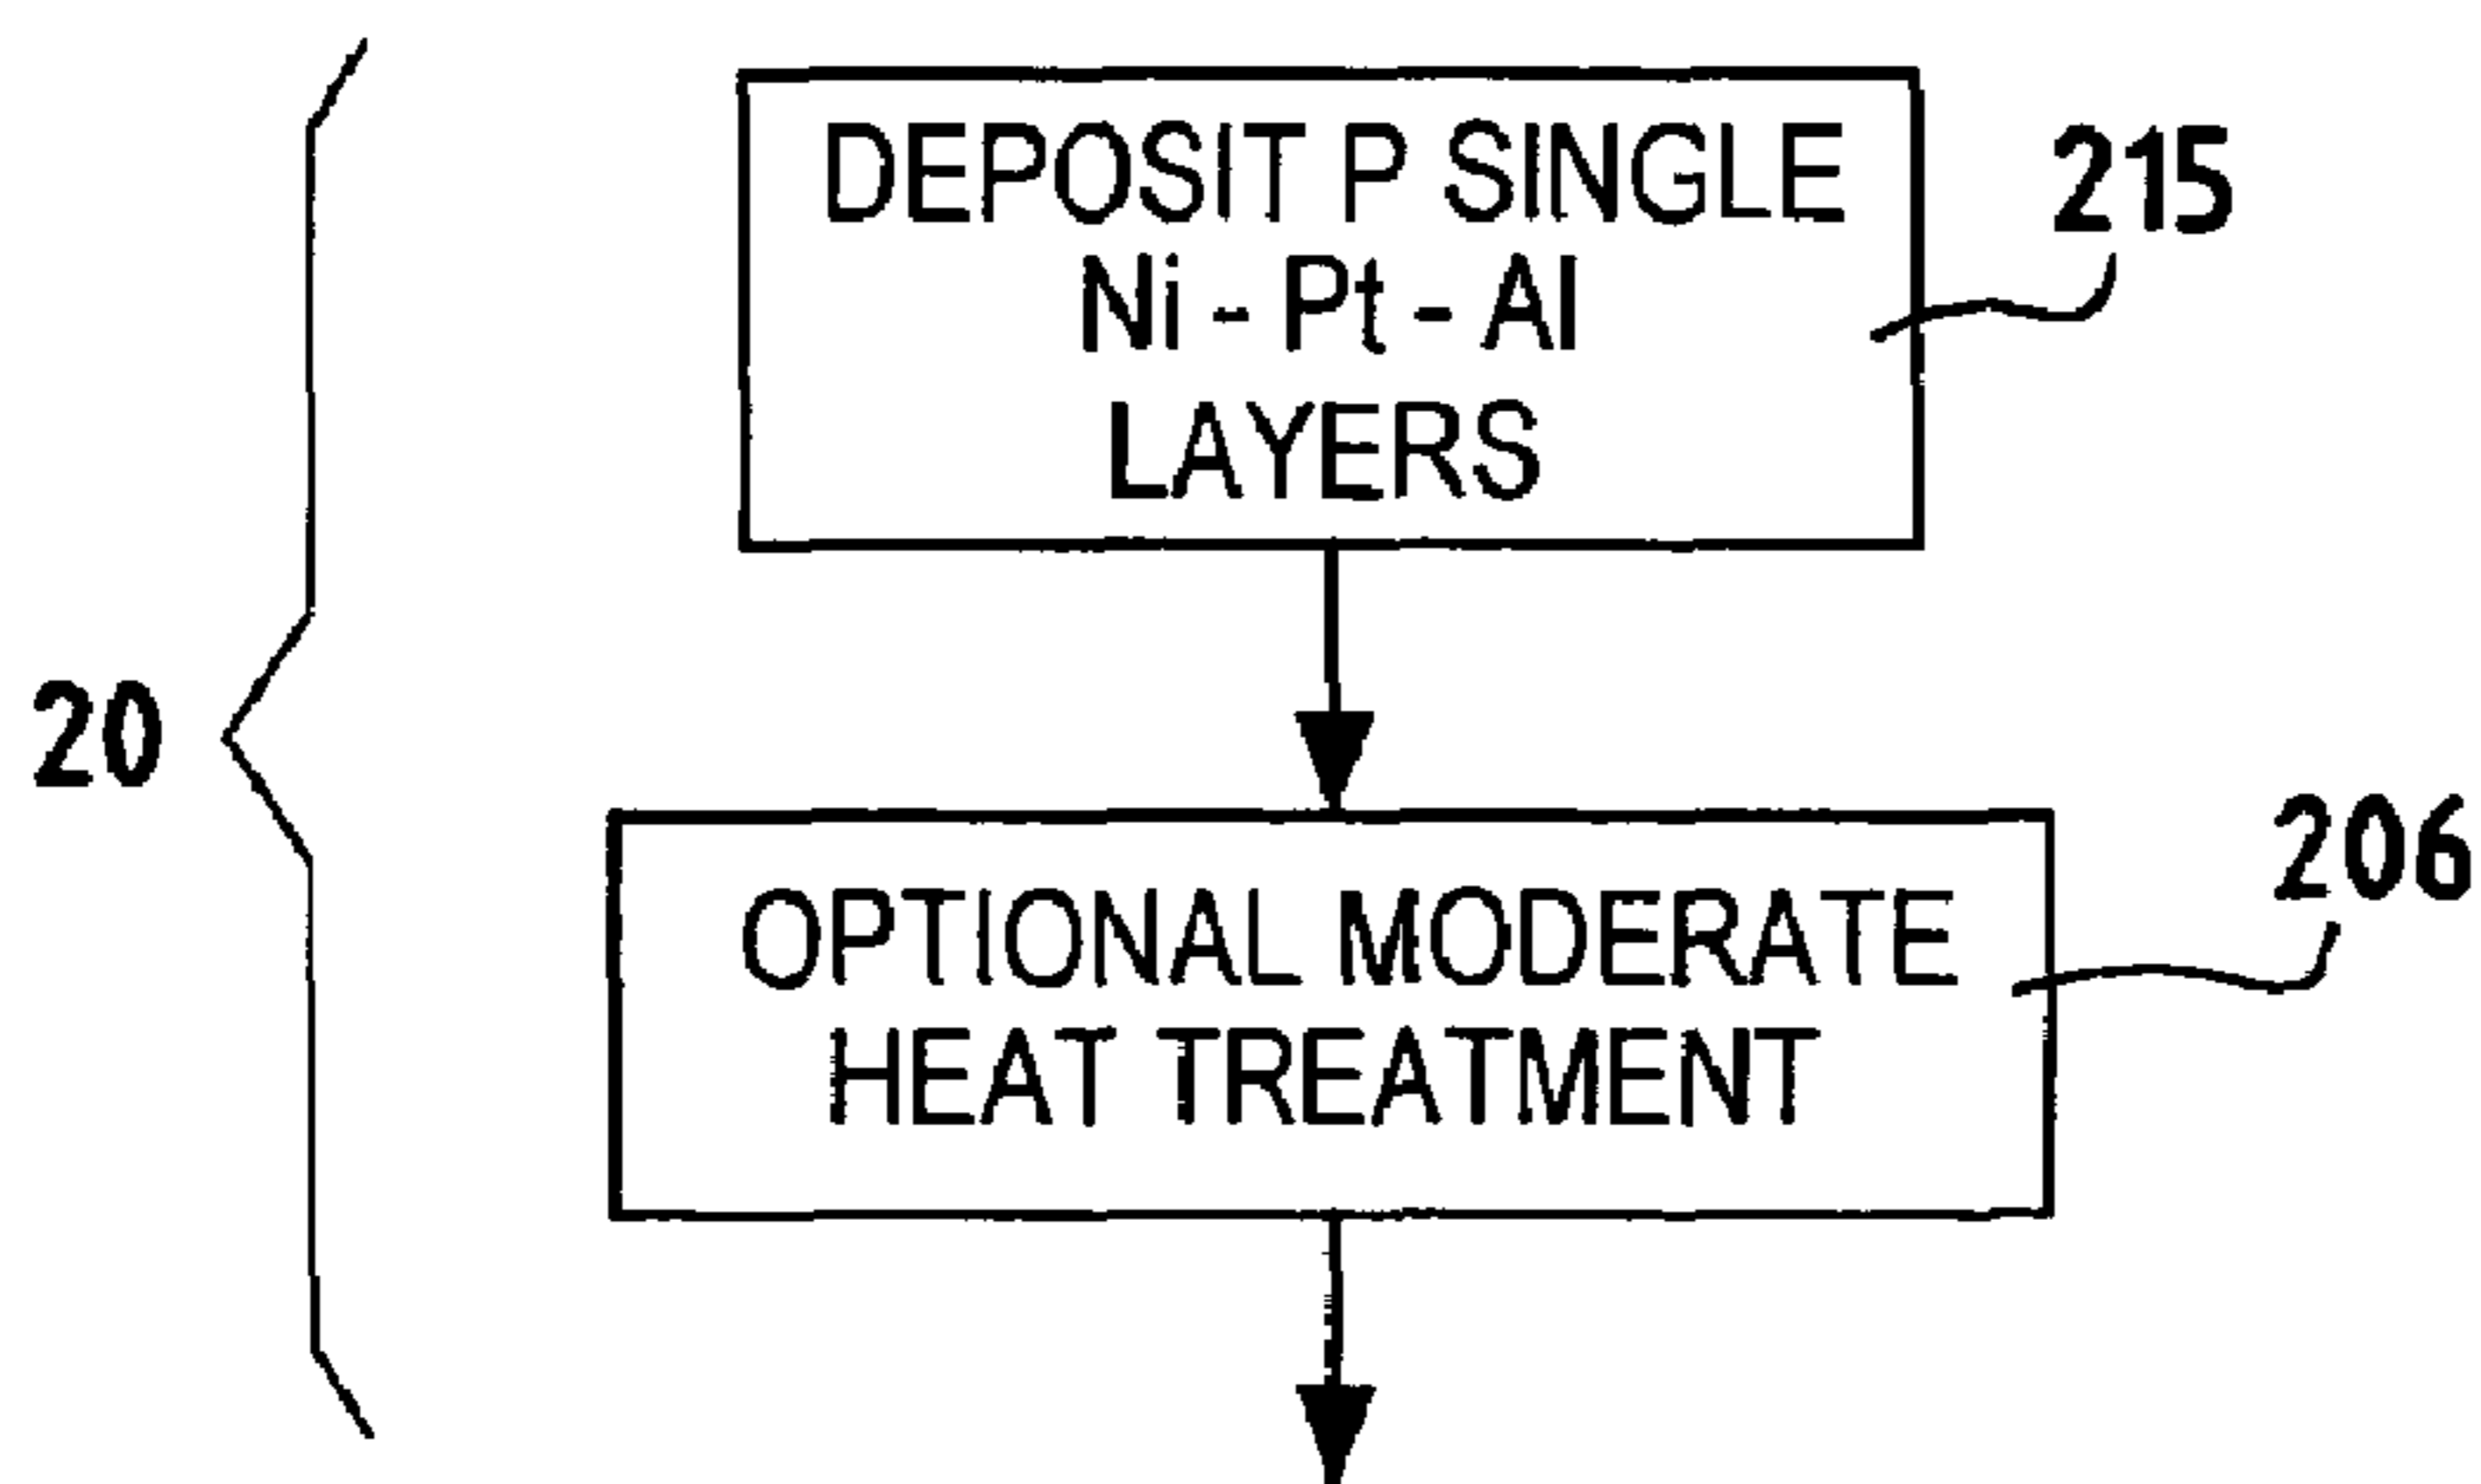 DEPOSIT P SINGLE
Ni - Pt - Al
LAYERS
215
20
OPTIONAL MODERATE
HEAT TREATMENT
206